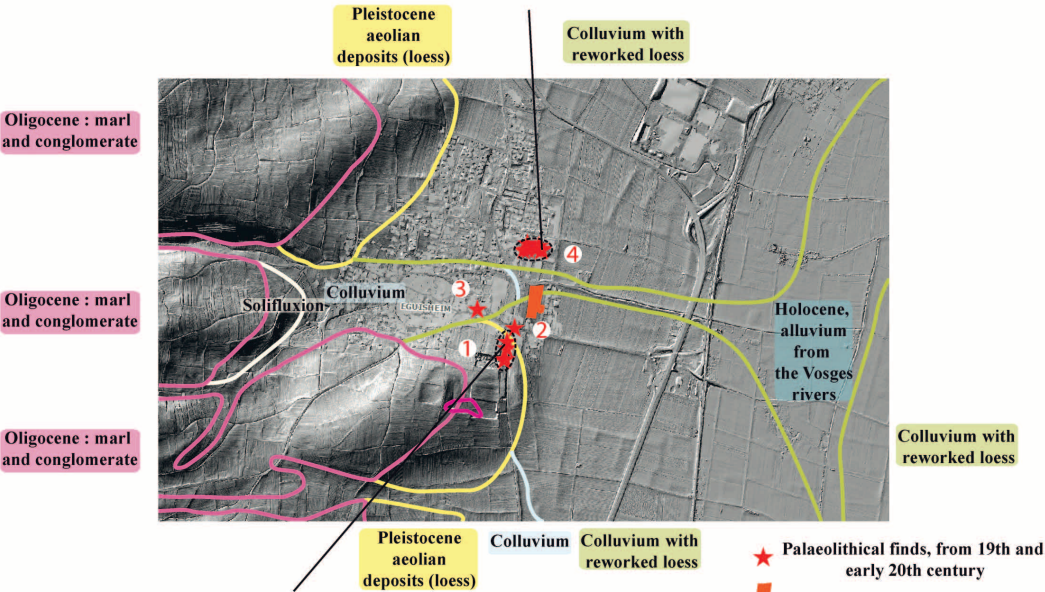 Pleistocene
aeolian
deposits (loess)
Colluvium with
reworked loess
Oligocene : marl
and conglomerate
4
Oligocene : marl
and conglomerate
Solifluxion
Colluvium
3
EGUISHEIM
2
1
Holocene,
alluvium
from
the Vosges
rivers
Oligocene : marl
and conglomerate
Colluvium with
reworked loess
Pleistocene
aeolian
deposits (loess)
Colluvium
Colluvium with
reworked loess
Palaeolithical finds, from 19th and
early 20th century